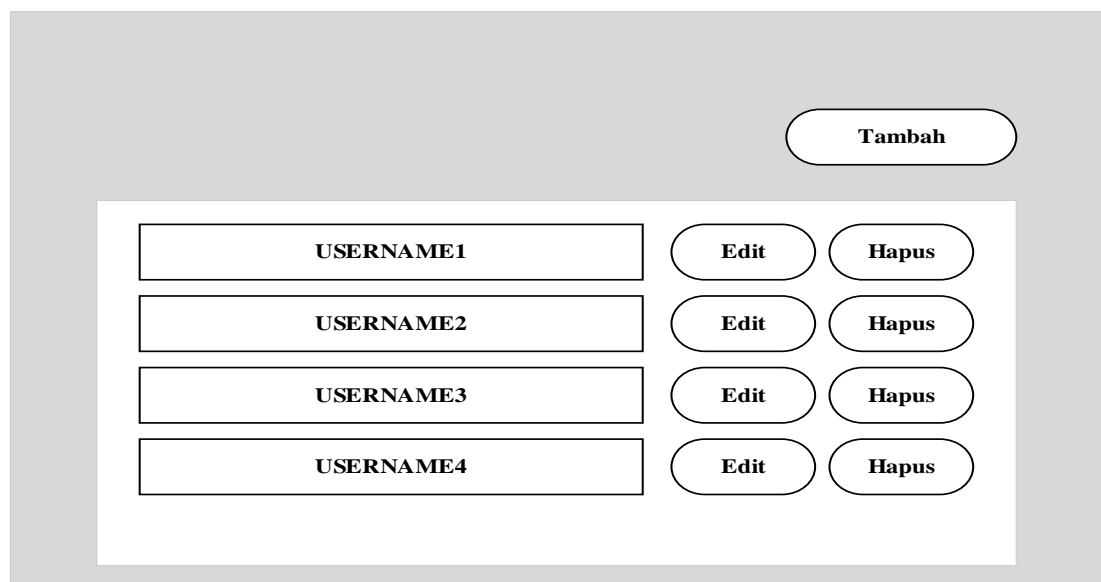 Tambah
USERNAME1 Edit Hapus
USERNAME2 Edit Hapus
USERNAME3 Edit Hapus
USERNAME4 Edit Hapus